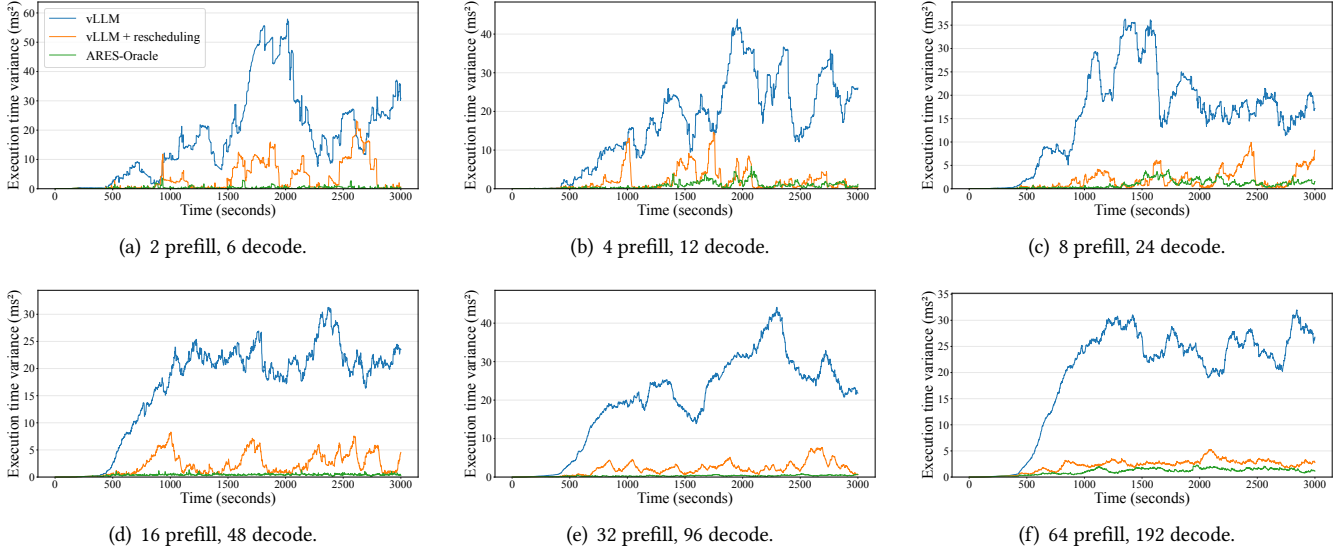 vLLM
vLLM + rescheduling
ARES-Oracle
Execution time variance (ms²)
60
50
40
30
20
10
0
0 500 1000 1500 2000 2500 3000
Time (seconds)
(a) 2 prefill, 6 decode.
Execution time variance (ms²)
40
30
20
10
0
0 500 1000 1500 2000 2500 3000
Time (seconds)
(b) 4 prefill, 12 decode.
Execution time variance (ms²)
35
30
25
20
15
10
5
0
0 500 1000 1500 2000 2500 3000
Time (seconds)
(c) 8 prefill, 24 decode.
Execution time variance (ms²)
30
25
20
15
10
5
0
0 500 1000 1500 2000 2500 3000
Time (seconds)
(d) 16 prefill, 48 decode.
Execution time variance (ms²)
40
30
20
10
0
0 500 1000 1500 2000 2500 3000
Time (seconds)
(e) 32 prefill, 96 decode.
Execution time variance (ms²)
35
30
25
20
15
10
5
0
0 500 1000 1500 2000 2500 3000
Time (seconds)
(f) 64 prefill, 192 decode.